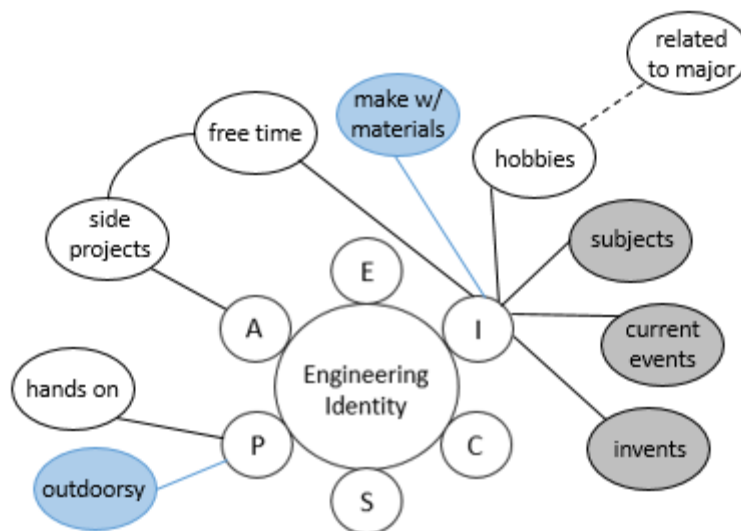 related
to major
make w/
materials
free time
hobbies
side
projects
subjects
E
A
I
current
events
Engineering
Identity
hands on
P
C
invents
outdoorsy
S